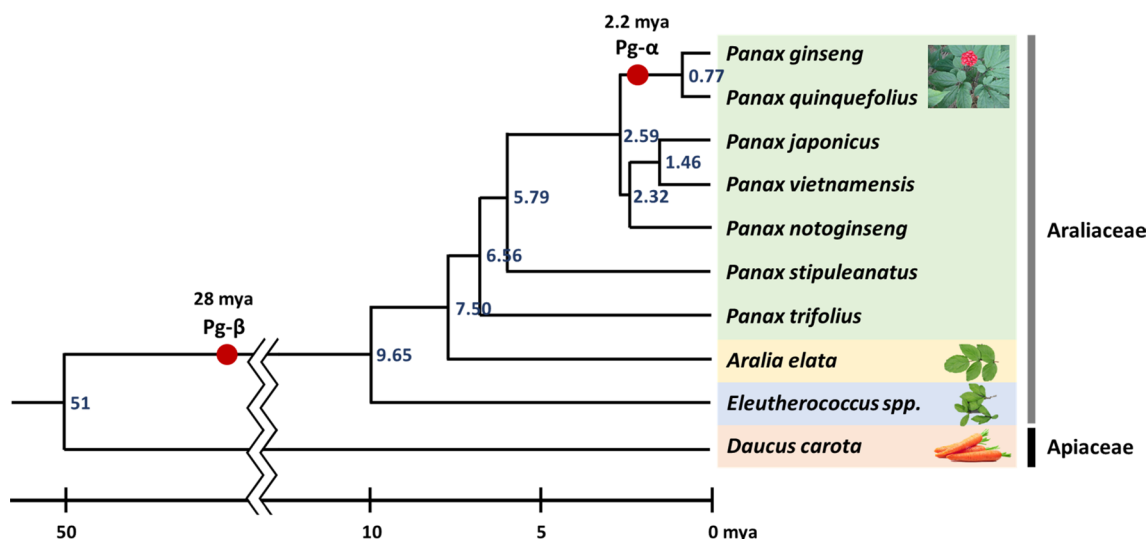 2.2 mya
Pg-α
Panax ginseng
0.77
Panax quinquefolius
2.59
Panax japonicus
1.46
Panax vietnamensis
5.79
2.32
Panax notoginseng
Araliaceae
6.56
Panax stipuleanatus
28 mya
7.50
Panax trifolius
Pg-β
9.65
Aralia elata
51
Eleutherococcus spp.
Daucus carota
Apiaceae
50 10 5 0 mya